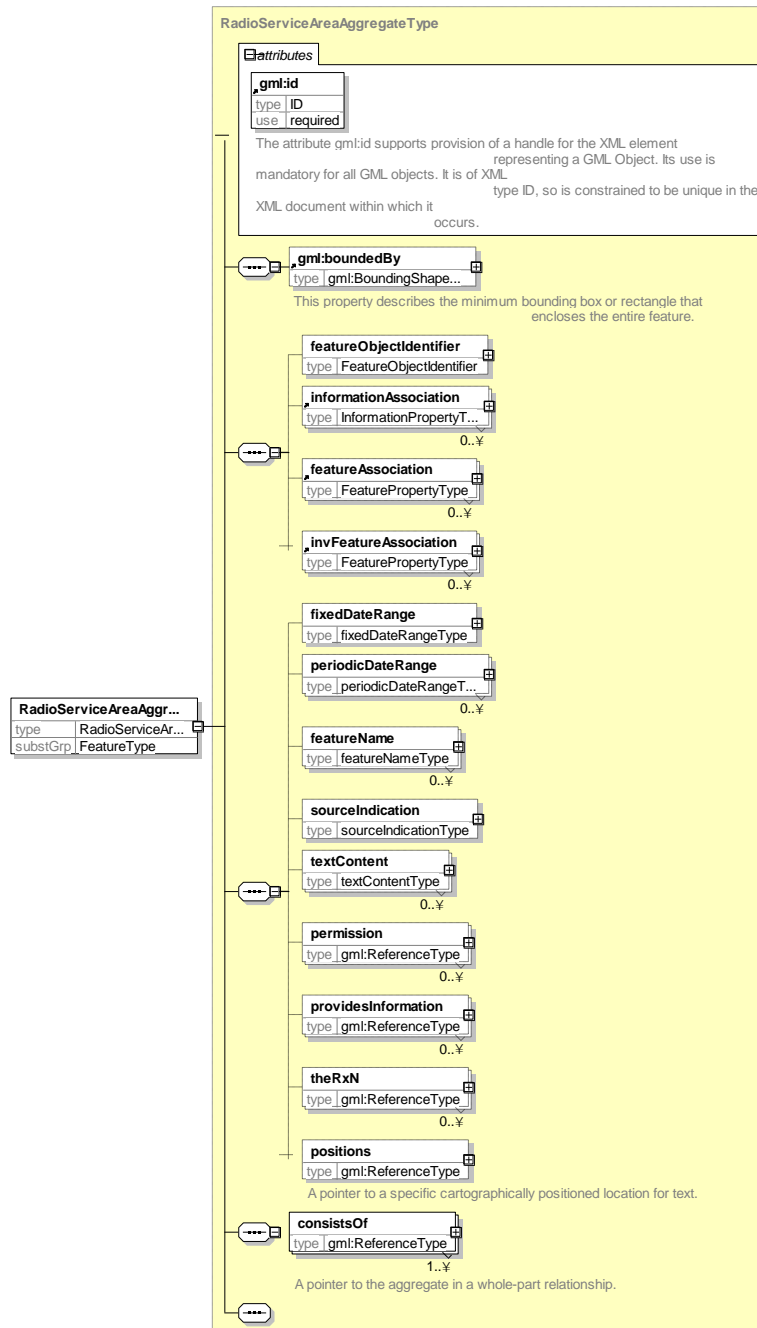 RadioServiceAreaAggregateType
attributes
gml:id
type ID
use required
The attribute gml:id supports provision of a handle for the XML element
representing a GML Object. Its use is
mandatory for all GML objects. It is of XML
type ID, so is constrained to be unique in the
XML document within which it
occurs.
gml:boundedBy
type gml:BoundingShape...
This property describes the minimum bounding box or rectangle that
encloses the entire feature.
featureObjectIdentifier
type FeatureObjectIdentifier
informationAssociation
type InformationPropertyT...
0..¥
featureAssociation
type FeaturePropertyType
0..¥
invFeatureAssociation
type FeaturePropertyType
0..¥
fixedDateRange
type fixedDateRangeType
periodicDateRange
type periodicDateRangeT...
0..¥
RadioServiceAreaAggr...
type RadioServiceAr...
substGrp FeatureType
featureName
type featureNameType
0..¥
sourceIndication
type sourceIndicationType
textContent
type textContentType
0..¥
permission
type gml:ReferenceType
0..¥
providesInformation
type gml:ReferenceType
0..¥
theRxN
type gml:ReferenceType
0..¥
positions
type gml:ReferenceType
A pointer to a specific cartographically positioned location for text.
consistsOf
type gml:ReferenceType
1..¥
A pointer to the aggregate in a whole-part relationship.